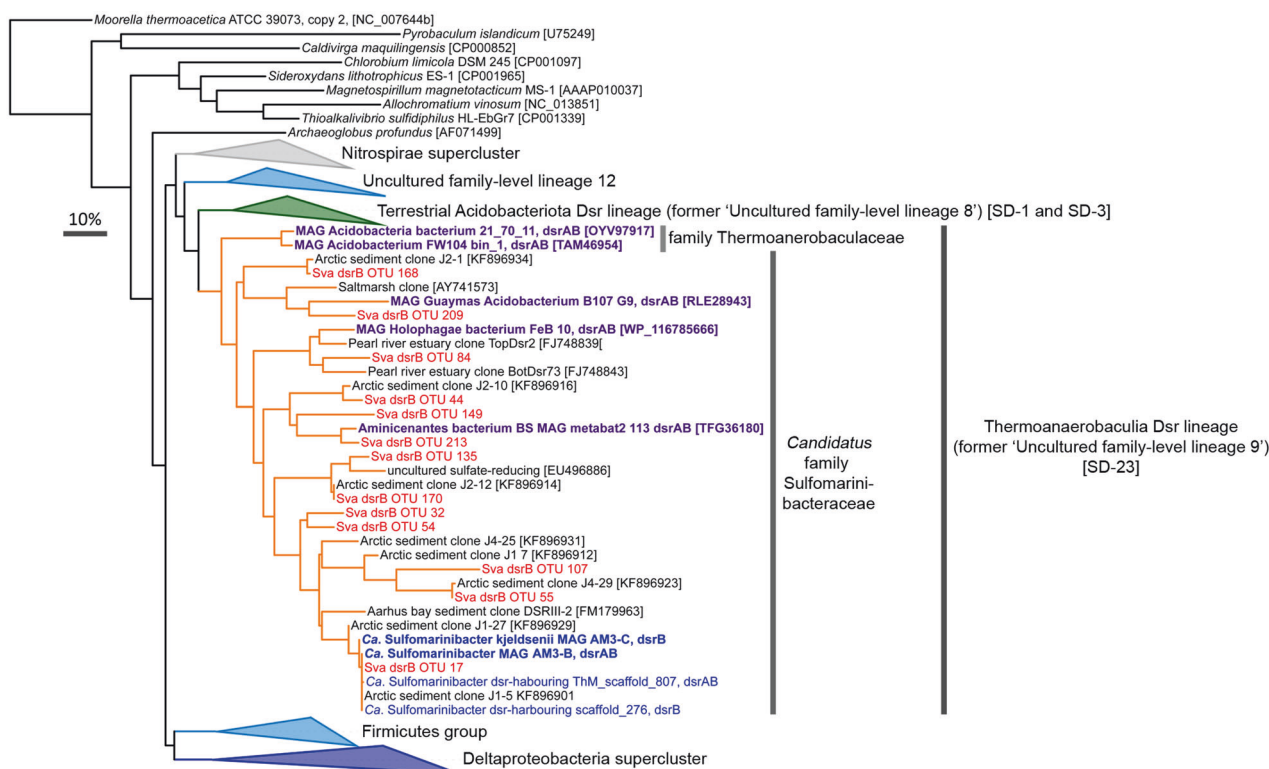 Moorella thermoacetica ATCC 39073, copy 2, [NC_007644b]
Pyrobaculum islandicum [U75249]
Caldivirga maquilingensis [CP000852]
Chlorobium limicola DSM 245 [CP001097]
Sideroxydans lithotrophicus ES-1 [CP001965]
Magnetospirillum magnetotacticum MS-1 [AAAP010037]
Allochromatium vinosum [NC_013851]
Thioalkalivibrio sulfidiphilus HL-EbGr7 [CP001339]
Archaeoglobus profundus [AF071499]
Nitrospirae supercluster
Uncultured family-level lineage 12
10%
Terrestrial Acidobacteriota Dsr lineage (former ‘Uncultured family-level lineage 8’) [SD-1 and SD-3]
MAG Acidobacteria bacterium 21_70_11, dsrAB [OYV97917]
MAG Acidobacterium FW104 bin_1, dsrAB [TAM46954]
family Thermoanerobaculaceae
Arctic sediment clone J2-1 [KF896934]
Sva dsrB OTU 168
Saltmarsh clone [AY741573]
MAG Guaymas Acidobacterium B107 G9, dsrAB [RLE28943]
Sva dsrB OTU 209
MAG Holophagae bacterium FeB 10, dsrAB [WP_116785666]
Pearl river estuary clone TopDsr2 [FJ748839[
Sva dsrB OTU 84
Pearl river estuary clone BotDsr73 [FJ748843]
Arctic sediment clone J2-10 [KF896916]
Sva dsrB OTU 44
Sva dsrB OTU 149
Aminicenantes bacterium BS MAG metabat2 113 dsrAB [TFG36180]
Sva dsrB OTU 213
Sva dsrB OTU 135
uncultured sulfate-reducing [EU496886]
Arctic sediment clone J2-12 [KF896914]
Sva dsrB OTU 170
Sva dsrB OTU 32
Sva dsrB OTU 54
Arctic sediment clone J4-25 [KF896931]
Arctic sediment clone J1 7 [KF896912]
Sva dsrB OTU 107
Arctic sediment clone J4-29 [KF896923]
Sva dsrB OTU 55
Aarhus bay sediment clone DSRIII-2 [FM179963]
Arctic sediment clone J1-27 [KF896929]
Ca. Sulfomarinibacter kjeldsenii MAG AM3-C, dsrB
Ca. Sulfomarinibacter MAG AM3-B, dsrAB
Sva dsrB OTU 17
Ca. Sulfomarinibacter dsr-habouring ThM_scaffold_807, dsrAB
Arctic sediment clone J1-5 KF896901
Ca. Sulfomarinibacter dsr-harbouring scaffold_276, dsrB
Candidatus
family
Sulfomarini-
bacteraceae
Thermoanaerobaculia Dsr lineage
(former ‘Uncultured family-level lineage 9’)
[SD-23]
Firmicutes group
Deltaproteobacteria supercluster